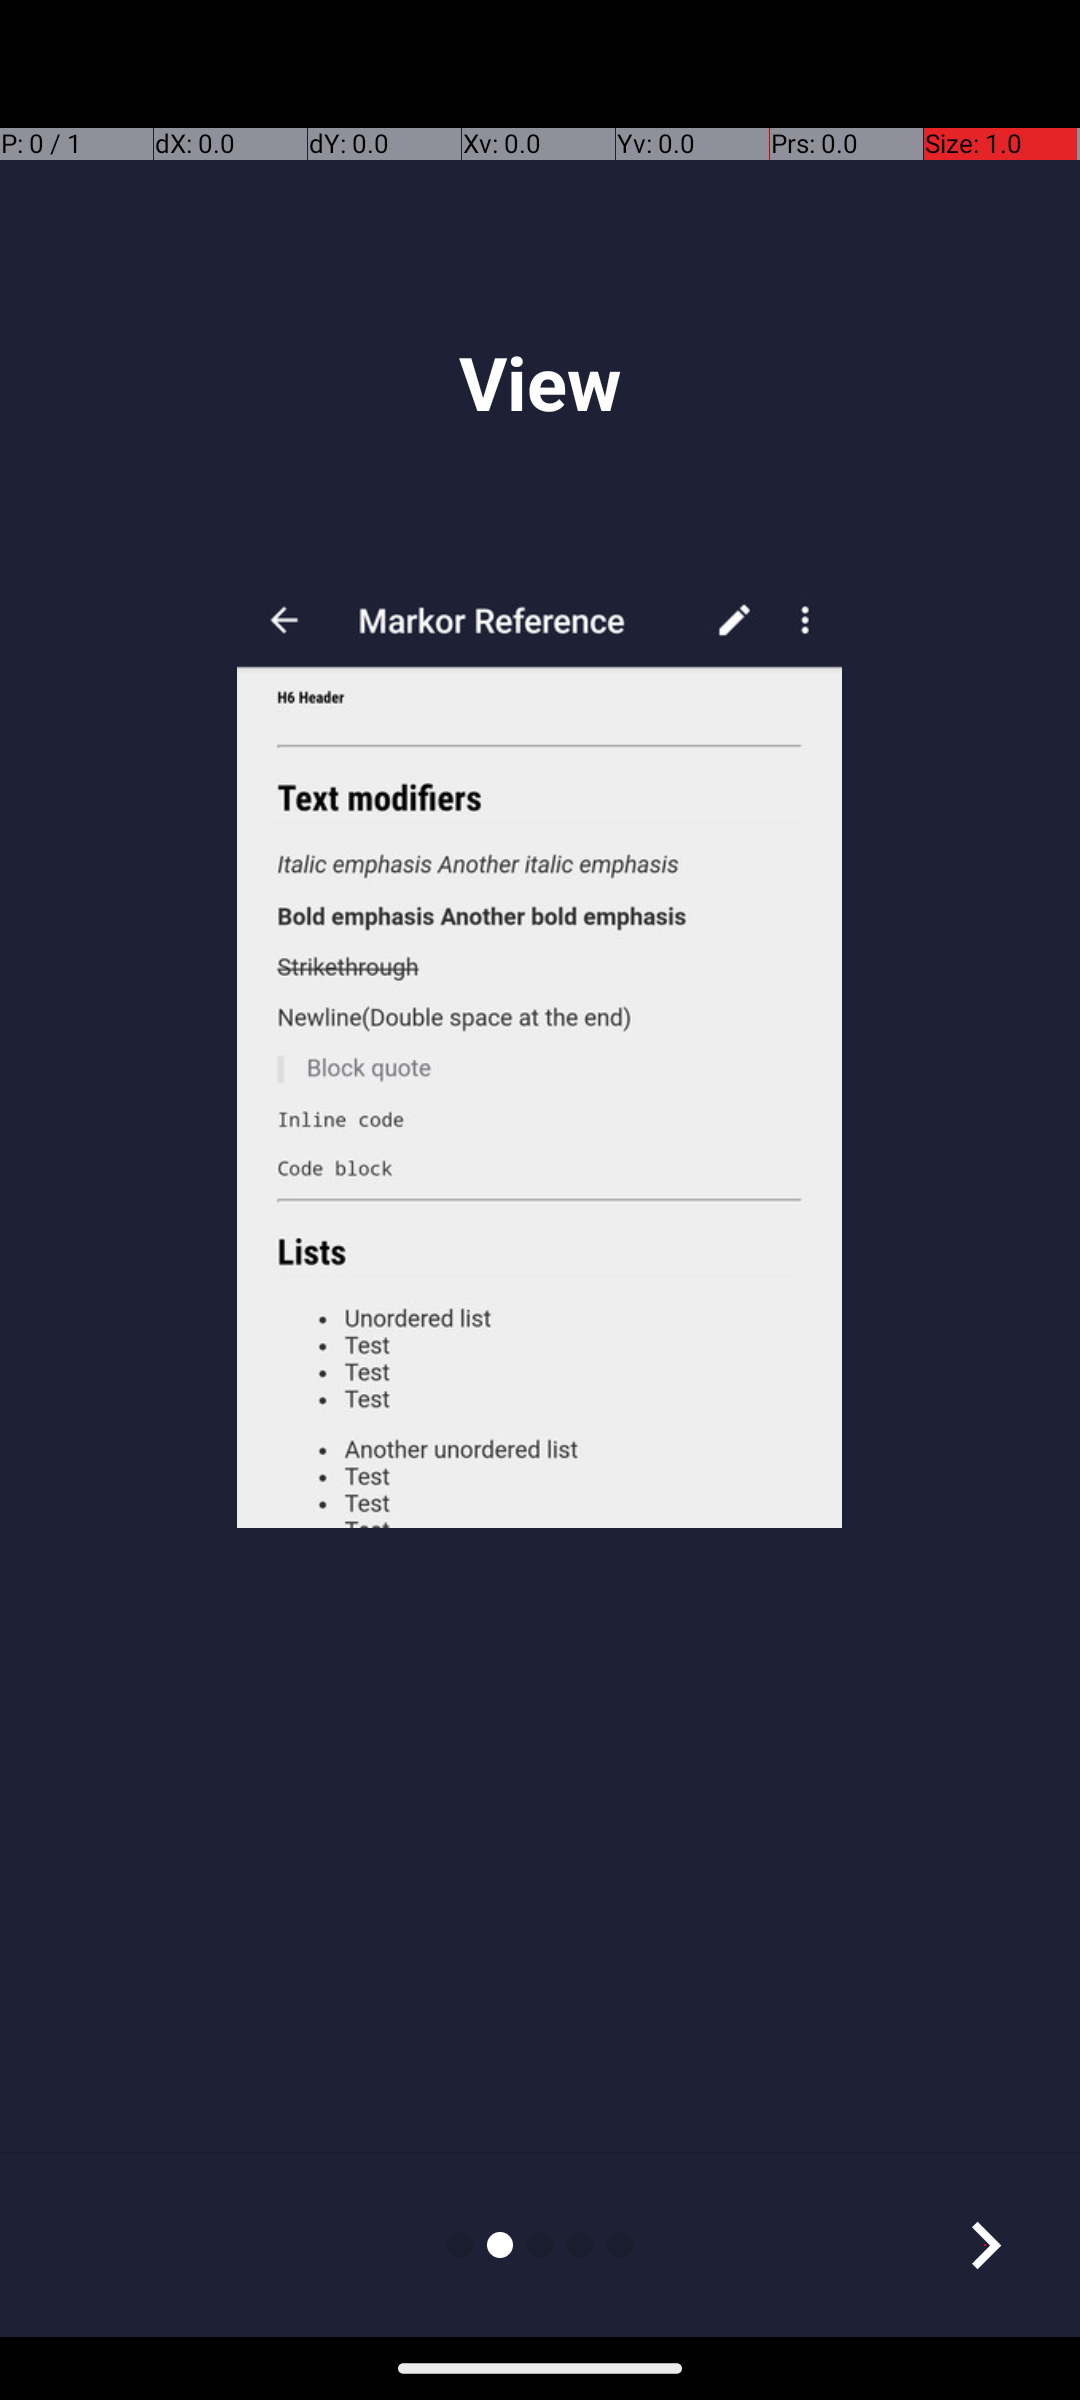 P: 0 / 1 dX: 0.0 dY: 0.0 Xv: 0.0 Yv: 0.0 Prs: 0.0 Size: 1.0
View
Markor Reference
H6 Header
Text modifiers
Italic emphasis Another italic emphasis
Bold emphasis Another bold emphasis
Strikethrough
Newline(Double space at the end)
Block quote
Inline code
Code block
Lists
• Unordered list
• Test
• Test
• Test
• Another unordered list
• Test
• Test
Test